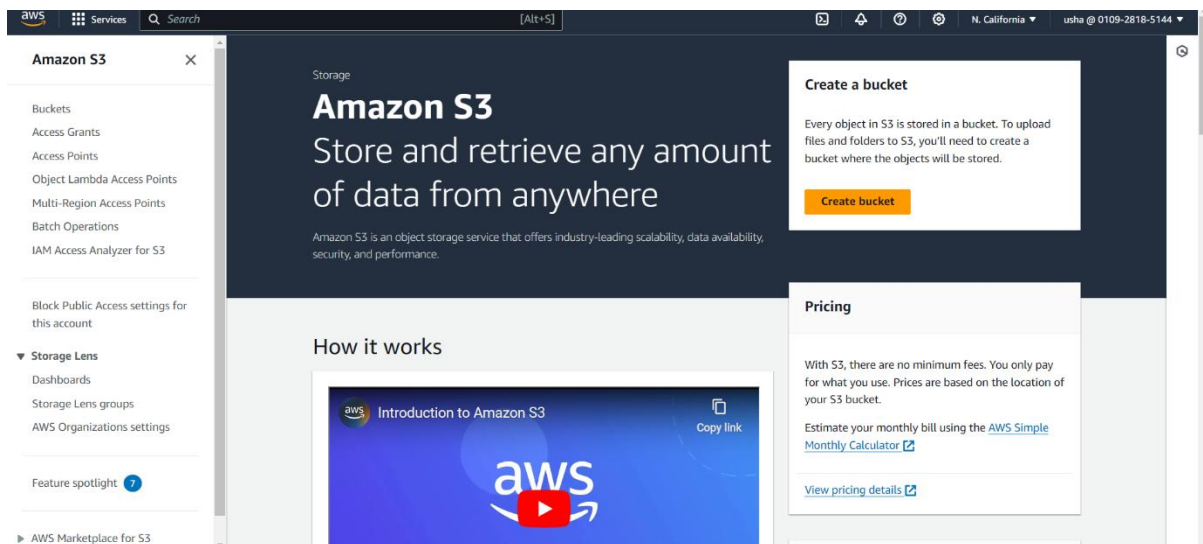 aws
Services
Search
[Alt+S]
N. California
usha @ 0109-2818-5144
Amazon S3
Buckets
Access Grants
Access Points
Object Lambda Access Points
Multi-Region Access Points
Batch Operations
IAM Access Analyzer for S3
Block Public Access settings for
this account
Storage Lens
Dashboards
Storage Lens groups
AWS Organizations settings
Feature spotlight 7
AWS Marketplace for S3
Storage
Amazon S3
Store and retrieve any amount
of data from anywhere
Amazon S3 is an object storage service that offers industry-leading scalability, data availability,
security, and performance.
How it works
aws
Introduction to Amazon S3
Copy link
aws
Create a bucket
Every object in S3 is stored in a bucket. To upload
files and folders to S3, you'll need to create a
bucket where the objects will be stored.
Create bucket
Pricing
With S3, there are no minimum fees. You only pay
for what you use. Prices are based on the location of
your S3 bucket.
Estimate your monthly bill using the AWS Simple
Monthly Calculator
View pricing details